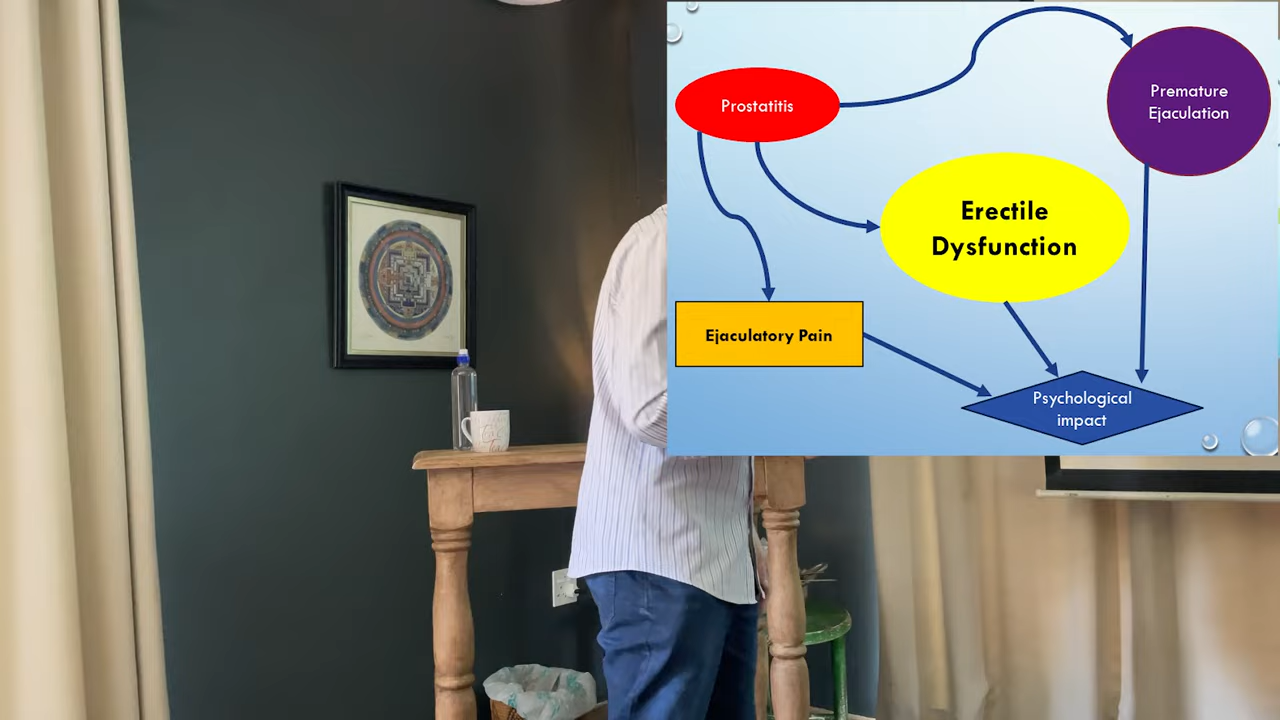 Prostatitis
Premature
Ejaculation
Erectile
Dysfunction
Ejaculatory Pain
Psychological
impact